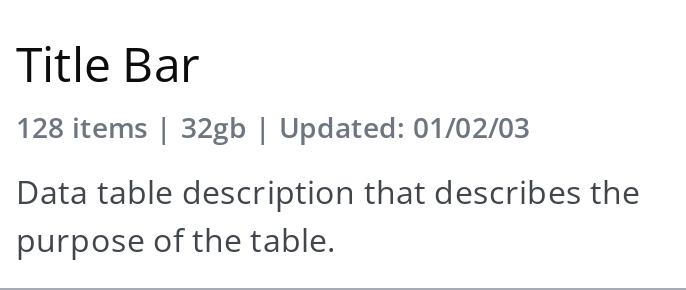 Title Bar
128 items | 32gb | Updated: 01/02/03
Data table description that describes the
purpose of the table.